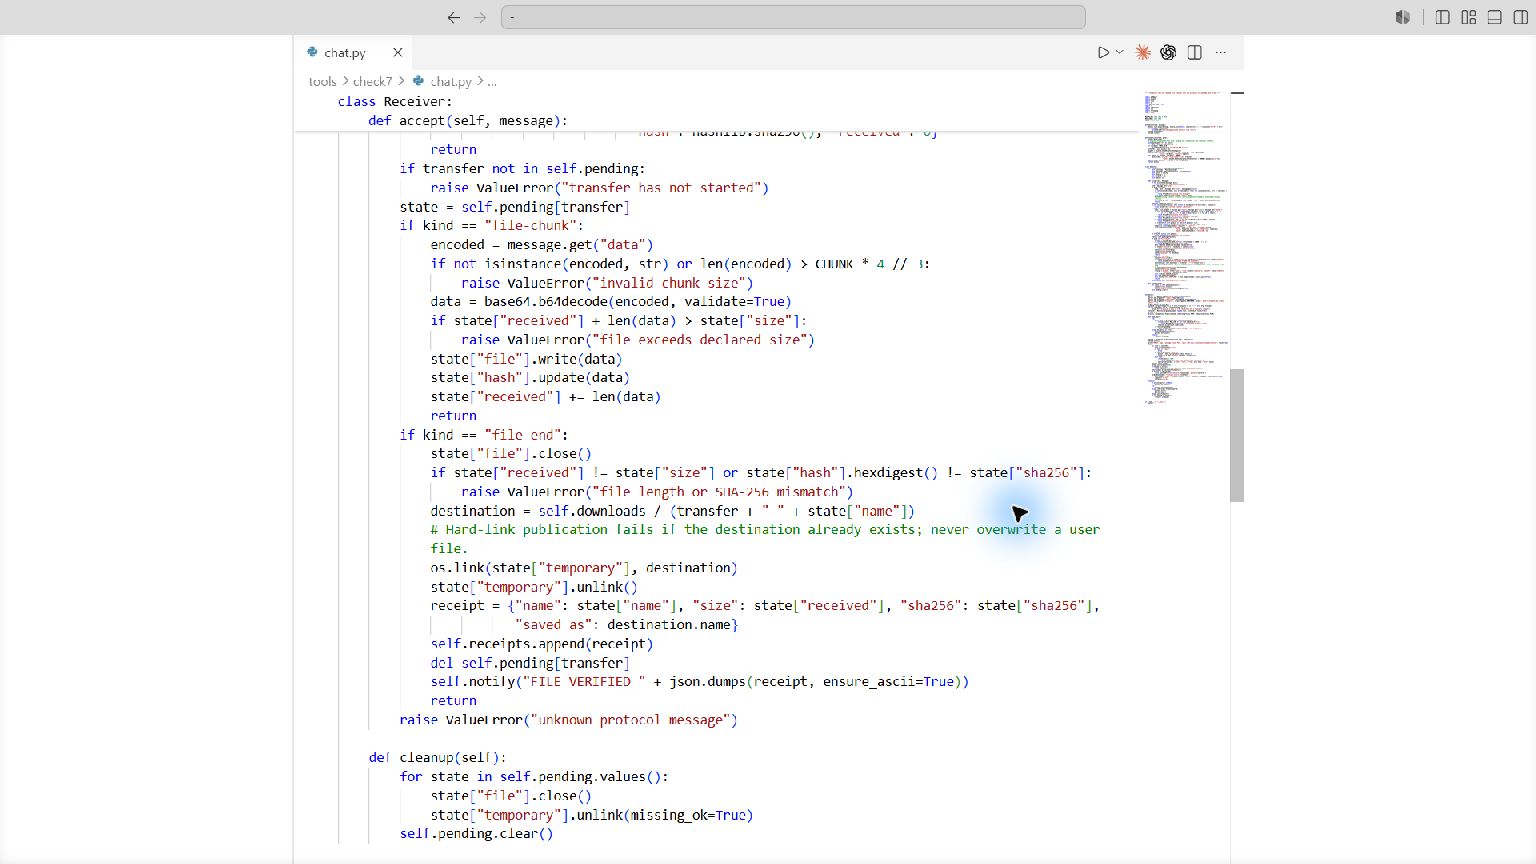 -
chat.py
tools > check7 > chat.py > ...
class Receiver:
def accept(self, message):
return
if transfer not in self.pending:
raise ValueError("transfer has not started")
state = self.pending[transfer]
if kind == "file-chunk":
encoded = message.get("data")
if not isinstance(encoded, str) or len(encoded) > CHUNK * 4 // 3:
raise ValueError("invalid chunk size")
data = base64.b64decode(encoded, validate=True)
if state["received"] + len(data) > state["size"]:
raise ValueError("file exceeds declared size")
state["file"].write(data)
state["hash"].update(data)
state["received"] += len(data)
return
if kind == "file end":
state["file"].close()
if state["received"] != state["size"] or state["hash"].hexdigest() != state["sha256"]:
raise ValueError("file length or SHA-256 mismatch")
destination = self.downloads / (transfer + " " + state["name"])
# Hard-link publication fails if the destination already exists; never overwrite a user
file.
os.link(state["temporary"], destination)
state["temporary"].unlink()
receipt = {"name": state["name"], "size": state["received"], "sha256": state["sha256"],
"saved as": destination.name}
self.receipts.append(receipt)
del self.pending[transfer]
self.notify("FILE VERIFIED " + json.dumps(receipt, ensure_ascii=True))
return
raise ValueError("unknown protocol message")
def cleanup(self):
for state in self.pending.values():
state["file"].close()
state["temporary"].unlink(missing_ok=True)
self.pending.clear()